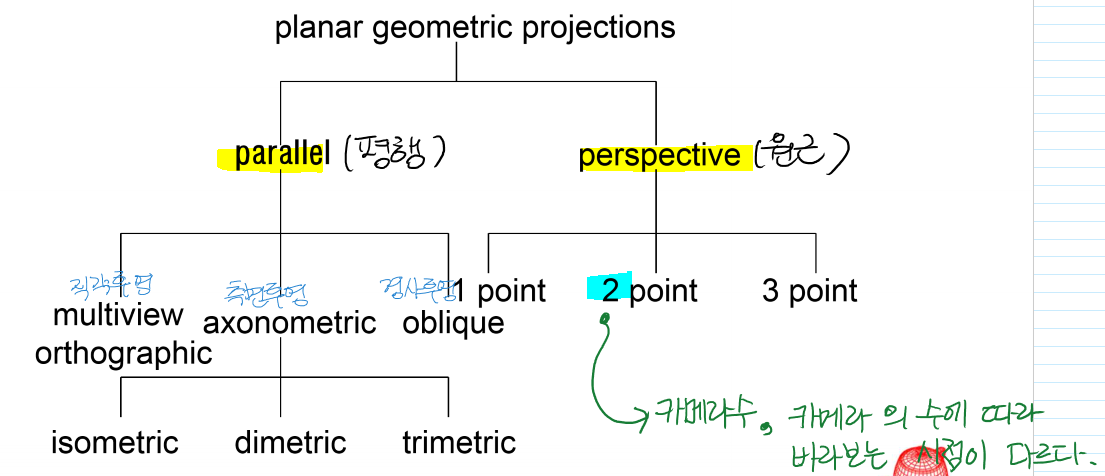 planar geometric projections
parallel (평행)
perspective (원근)
직각투영
측면투영
경사투영
multiview
orthographic
axonometric
oblique
1 point
2 point
3 point
isometric
dimetric
trimetric
카메라수, 카메라의 수에 따라
바라보는 시점이 다르다.